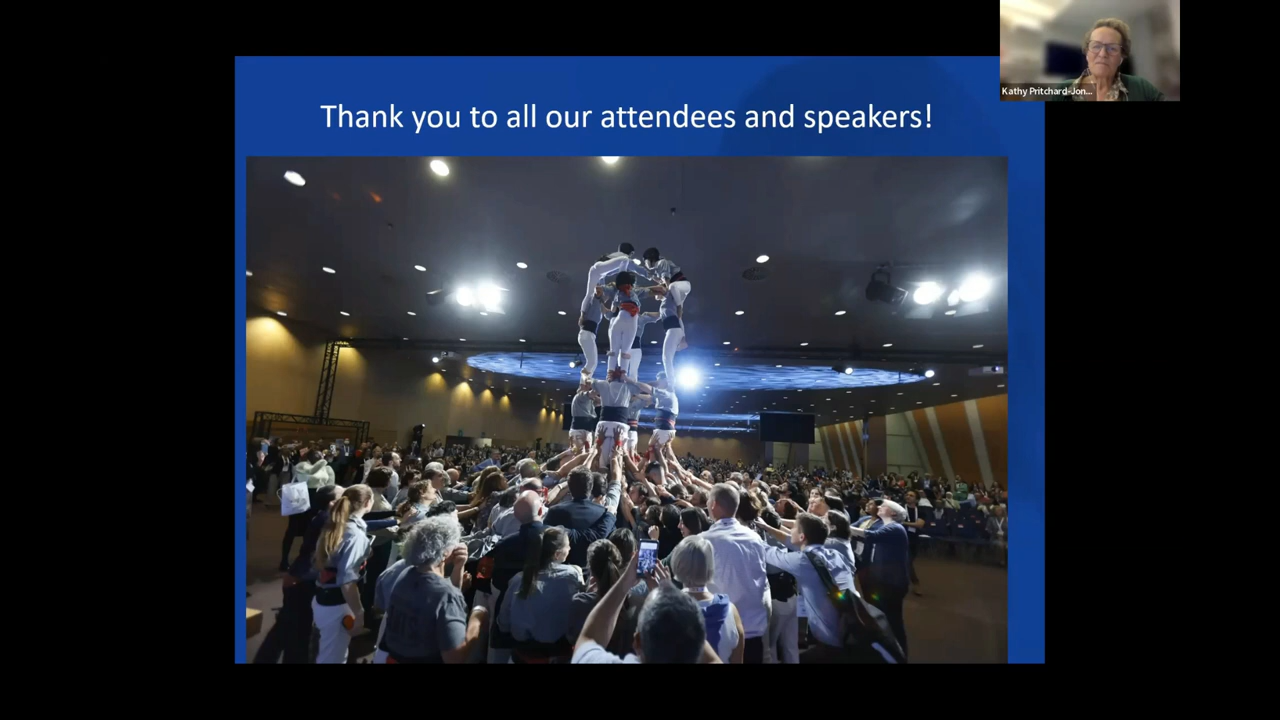 Thank you to all our attendees and speakers!
Kathy Pritchard-Jon...